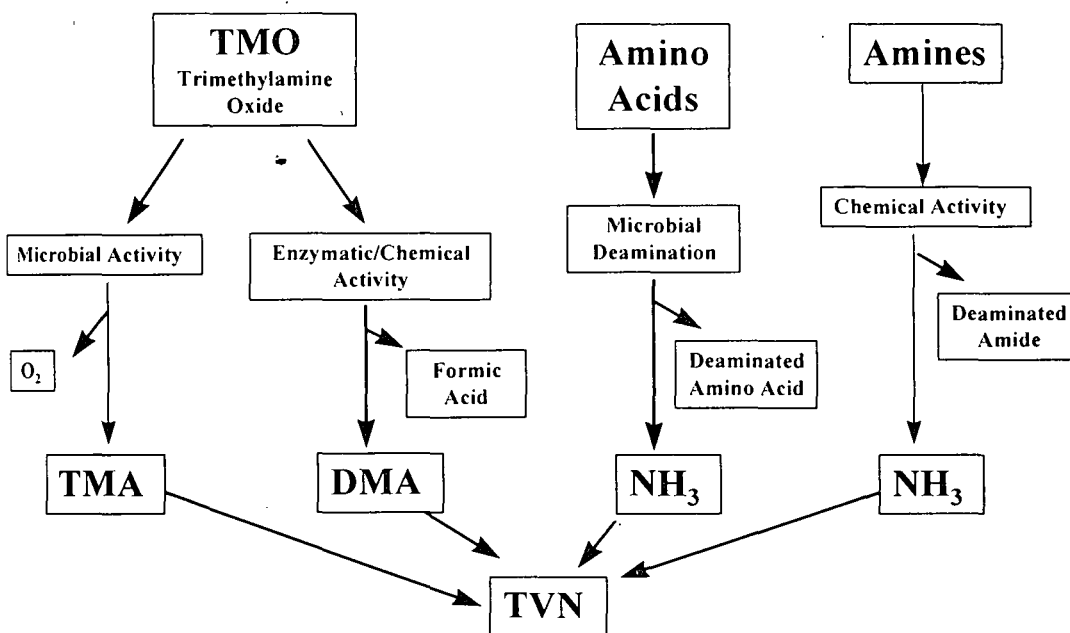 TMO
Trimethylamine
Oxide
Amino
Acids
Amines
Microbial Activity
Enzymatic/Chemical
Activity
Microbial
Deamination
Chemical Activity
O₂
Formic
Acid
Deaminated
Amino Acid
Deaminated
Amide
TMA
DMA
NH₃
NH₃
TVN